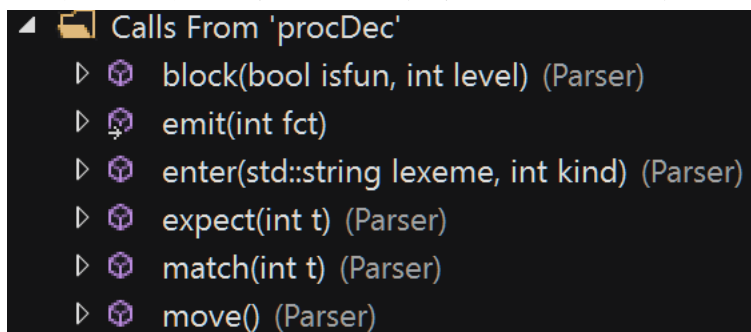 Calls From 'procDec'
block(bool isfun, int level) (Parser)
emit(int fct)
enter(std::string lexeme, int kind) (Parser)
expect(int t) (Parser)
match(int t) (Parser)
move() (Parser)